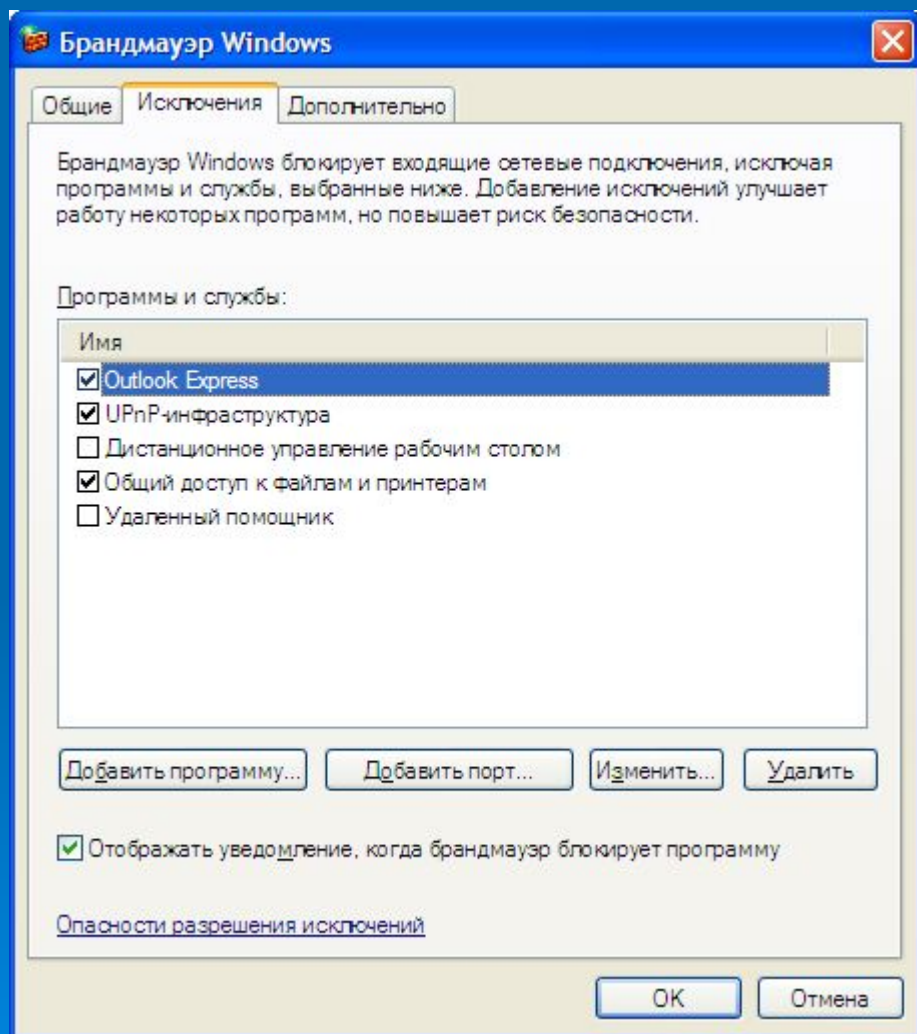 Брандмауэр Windows
Общие
Исключения
Дополнительно
Брандмауэр Windows блокирует входящие сетевые подключения, исключая
программы и службы, выбранные ниже. Добавление исключений улучшает
работу некоторых программ, но повышает риск безопасности.
Программы и службы:
Имя
Outlook Express
UPnP-инфраструктура
Дистанционное управление рабочим столом
Общий доступ к файлам и принтерам
Удаленный помощник
Добавить программу...
Добавить порт...
Изменить...
Удалить
Отображать уведомление, когда брандмауэр блокирует программу
Опасности разрешения исключений
OK
Отмена